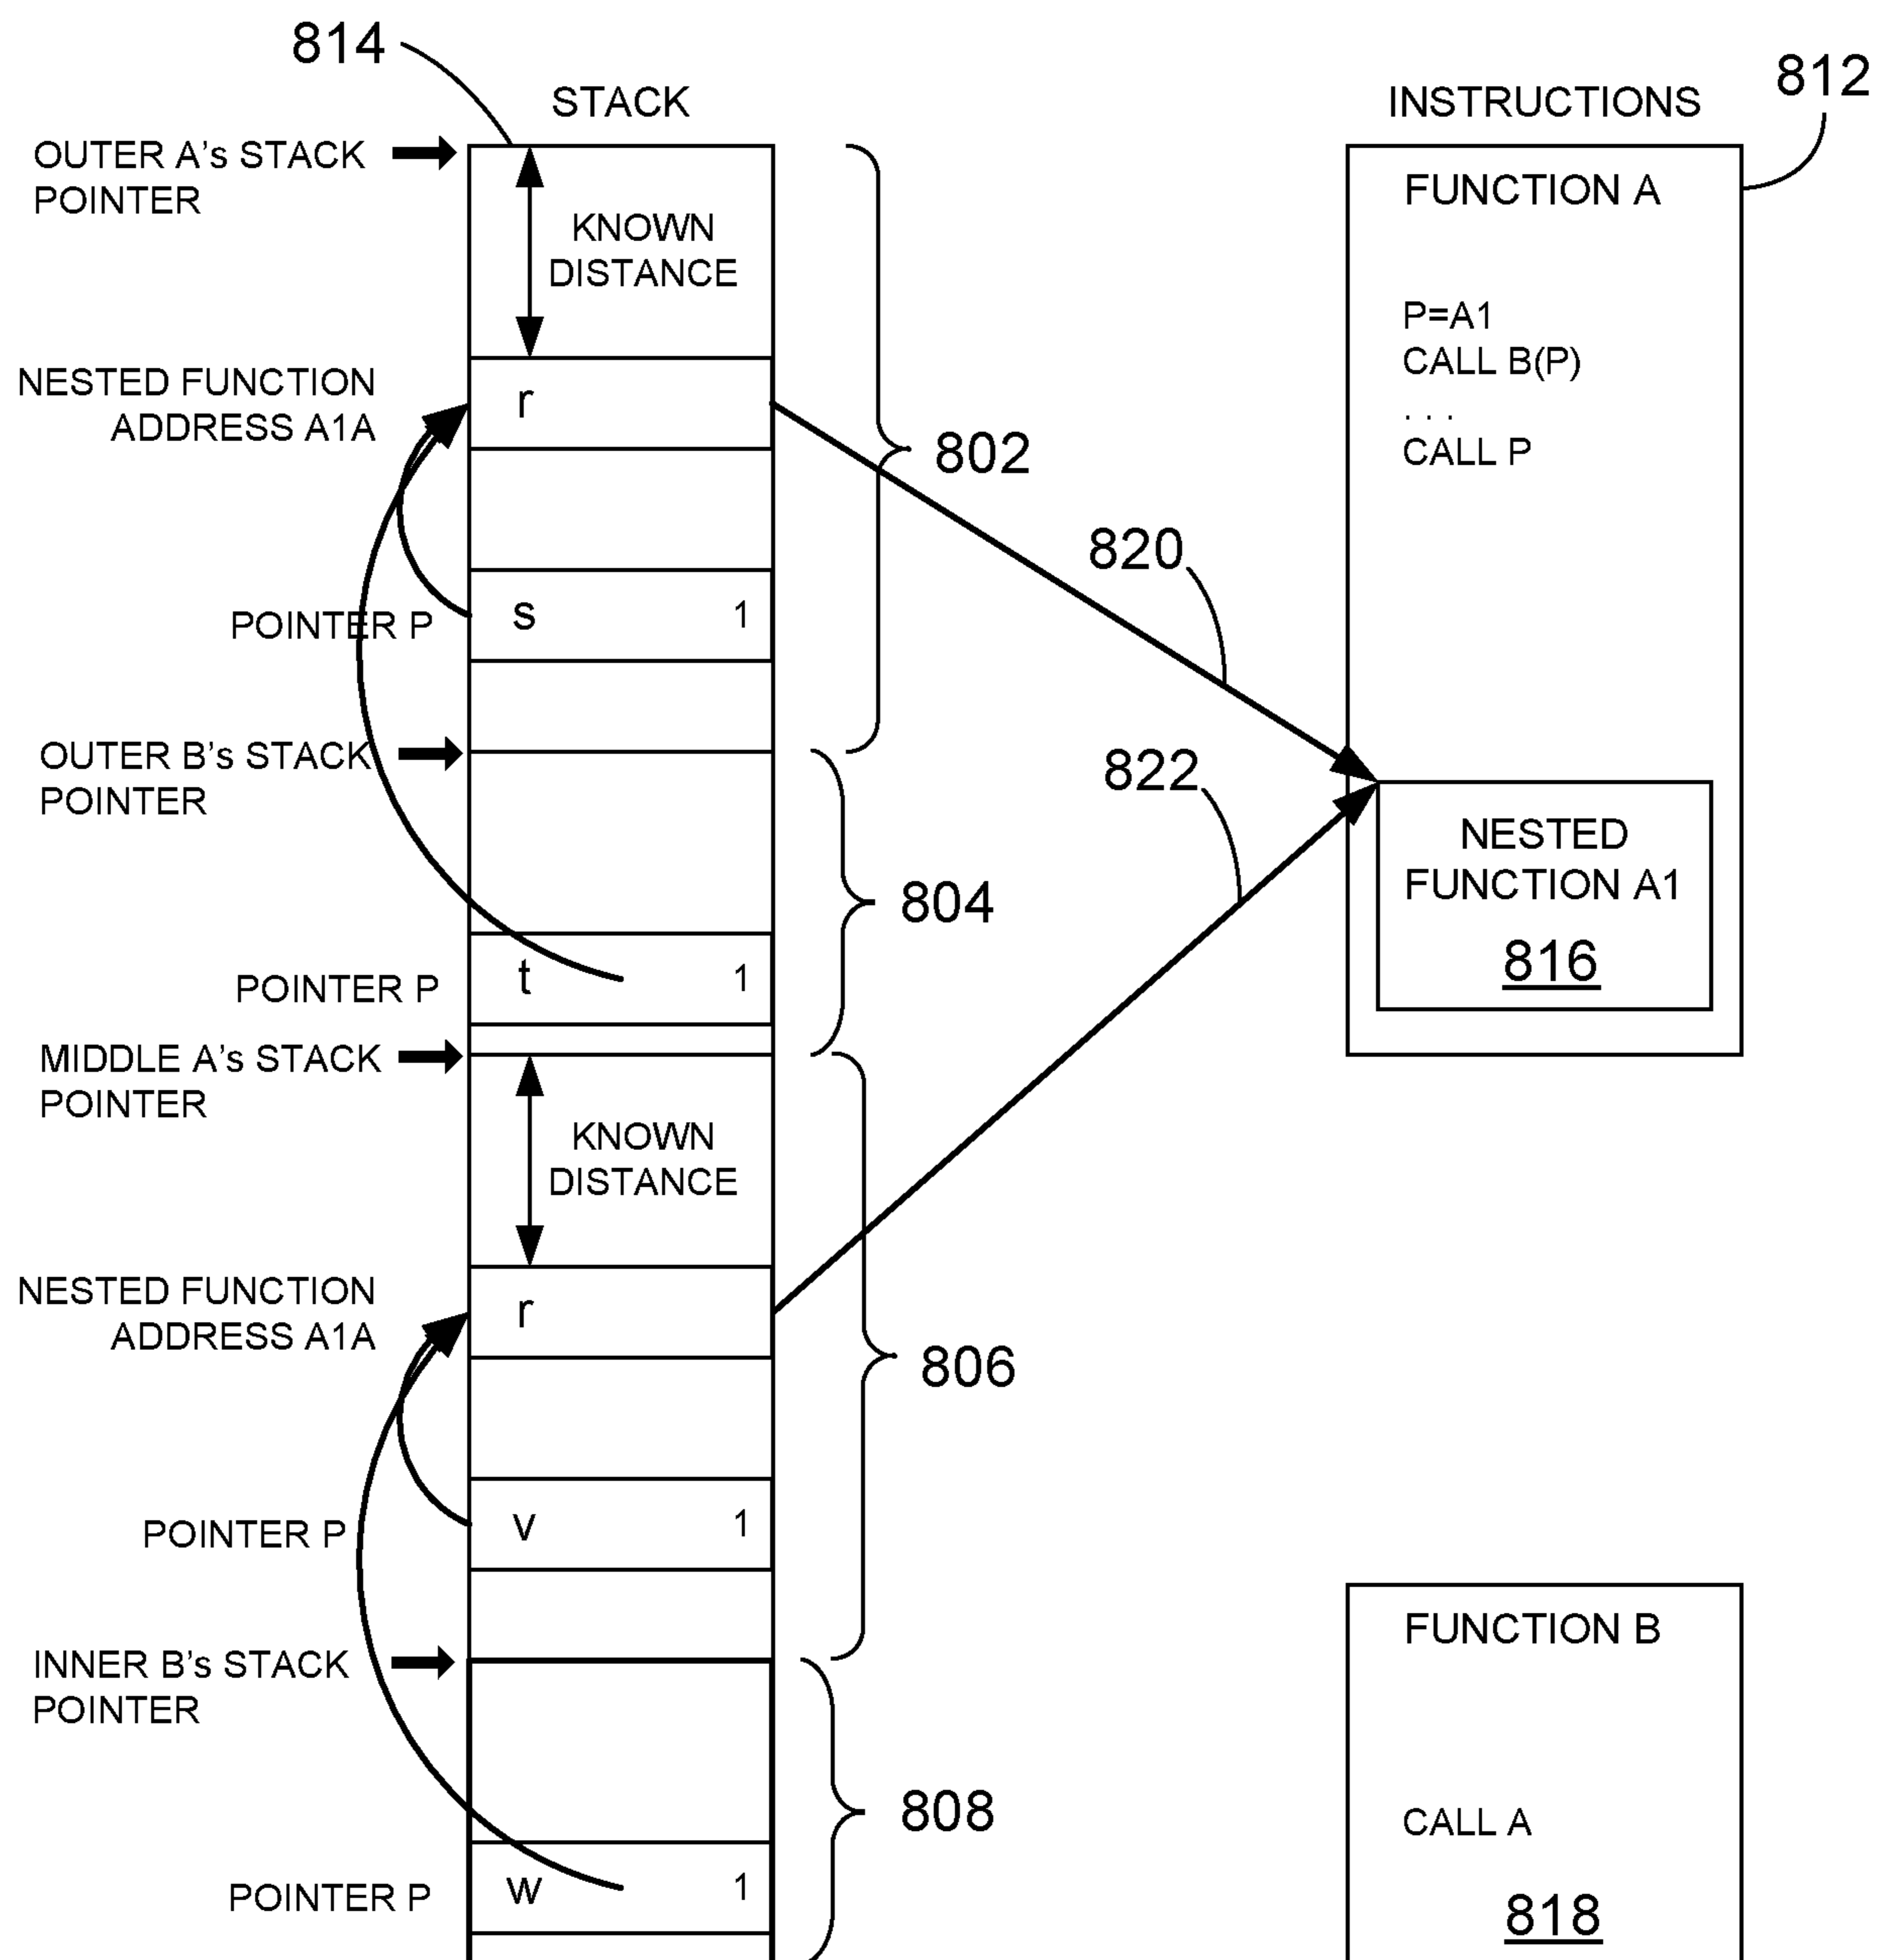 814
STACK
INSTRUCTIONS
812
OUTER A's STACK
POINTER
KNOWN
DISTANCE
FUNCTION A
P=A1
CALL B(P)
. . .
CALL P
NESTED FUNCTION
ADDRESS A1A
r
802
820
POINTER P
s 1
OUTER B's STACK
POINTER
822
804
NESTED
FUNCTION A1
816
POINTER P
t 1
MIDDLE A's STACK
POINTER
KNOWN
DISTANCE
NESTED FUNCTION
ADDRESS A1A
r
806
POINTER P
v 1
INNER B's STACK
POINTER
808
POINTER P
w 1
FUNCTION B
CALL A
818